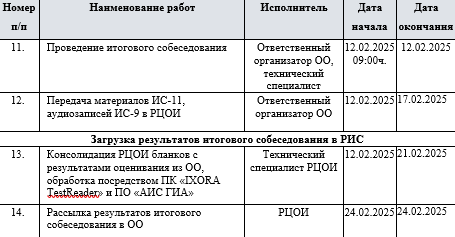 Номер п/п Наименование работ Исполнитель Дата начала Дата окончания
11. Проведение итогового собеседования Ответственный организатор ОО, технический специалист 12.02.2025 09:00ч. 12.02.2025
12. Передача материалов ИС-11, аудиозаписей ИС-9 в РЦОИ Ответственный организатор ОО 12.02.2025 17.02.2025
Загрузка результатов итогового собеседования в РИС
13. Консолидация РЦОИ бланков с результатами оценивания из ОО, обработка посредством ПК «IXORA TestReader» и ПО «АИС ГИА» Технический специалист РЦОИ 12.02.2025 21.02.2025
14. Рассылка результатов итогового собеседования в ОО РЦОИ 24.02.2025 24.02.2025